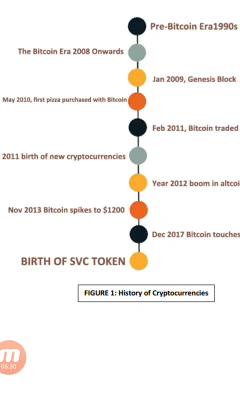 Pre-Bitcoin Era1990s
The Bitcoin Era 2008 Onwards
Jan 2009, Genesis Block
May 2010, first pizza purchased with Bitcoin
Feb 2011, Bitcoin traded
2011 birth of new cryptocurrencies
Year 2012 boom in altcoi
Nov 2013 Bitcoin spikes to $1200
Dec 2017 Bitcoin touches
BIRTH OF SVC TOKEN
FIGURE 1: History of Cryptocurrencies
m
06:30